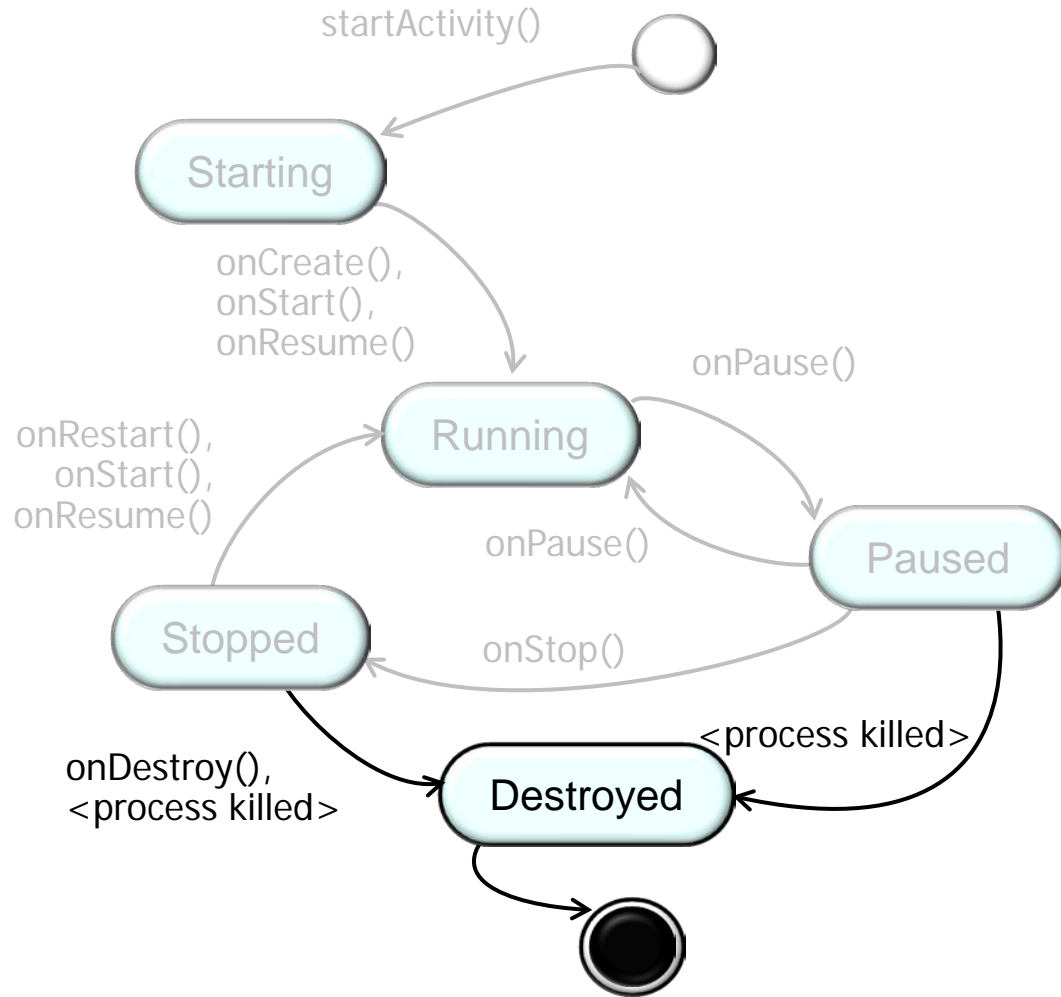 startActivity()
Starting
onCreate(),
onStart(),
onResume()
onPause()
Running
onRestart(),
onStart(),
onResume()
onPause()
Paused
Stopped
onStop()
<process killed>
onDestroy(),
<process killed>
Destroyed